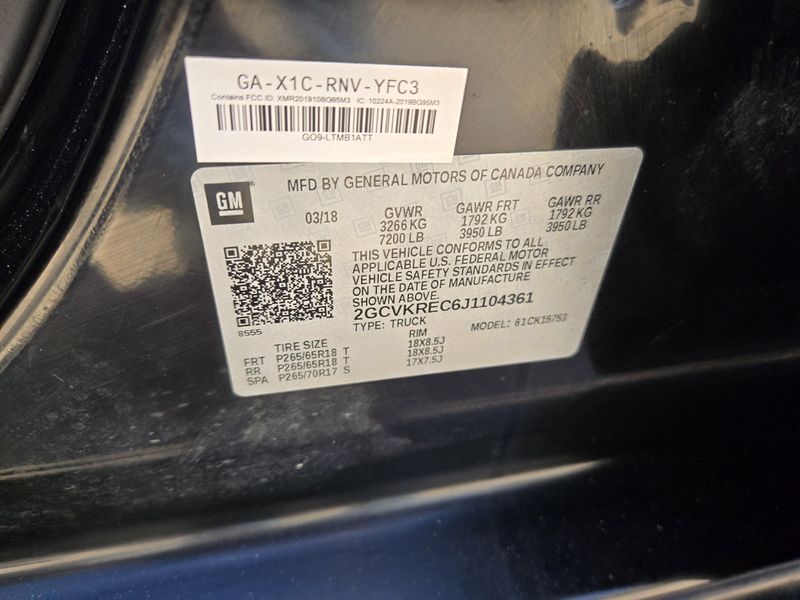 GA-X1C-RNV-YFC3
Contains FCC ID: XMR201910BG95M3 IC: 10224A-2019BG95M3
GO9-LTMB1ATT
GM
MFD BY GENERAL MOTORS OF CANADA COMPANY
03/18
GVWR GAWR FRT GAWR RR
3266 KG 1792 KG 1792 KG
7200 LB 3950 LB 3950 LB
THIS VEHICLE CONFORMS TO ALL
APPLICABLE U.S. FEDERAL MOTOR
VEHICLE SAFETY STANDARDS IN EFFECT
ON THE DATE OF MANUFACTURE
SHOWN ABOVE.
2GCVKREC6J1104361
8555
TYPE: TRUCK MODEL: 61CK15753
TIRE SIZE RIM
FRT P265/65R18 T 18X8.5J
RR P265/65R18 T 18X8.5J
SPA P265/70R17 S 17X7.5J